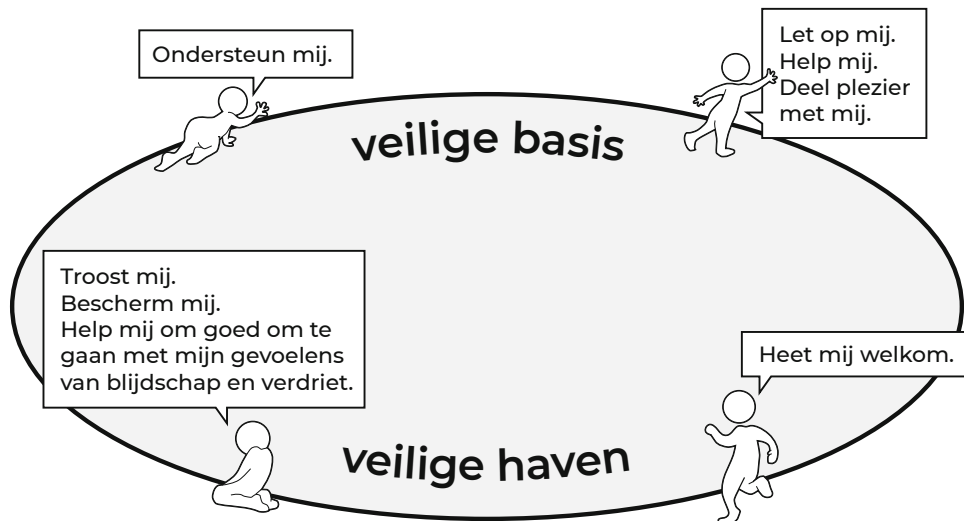 Ondersteun mij.
Let op mij.
Help mij.
Deel plezier
met mij.
veilige basis
Troost mij.
Bescherm mij.
Help mij om goed om te
gaan met mijn gevoelens
van blijdschap en verdriet.
Heet mij welkom.
veilige haven